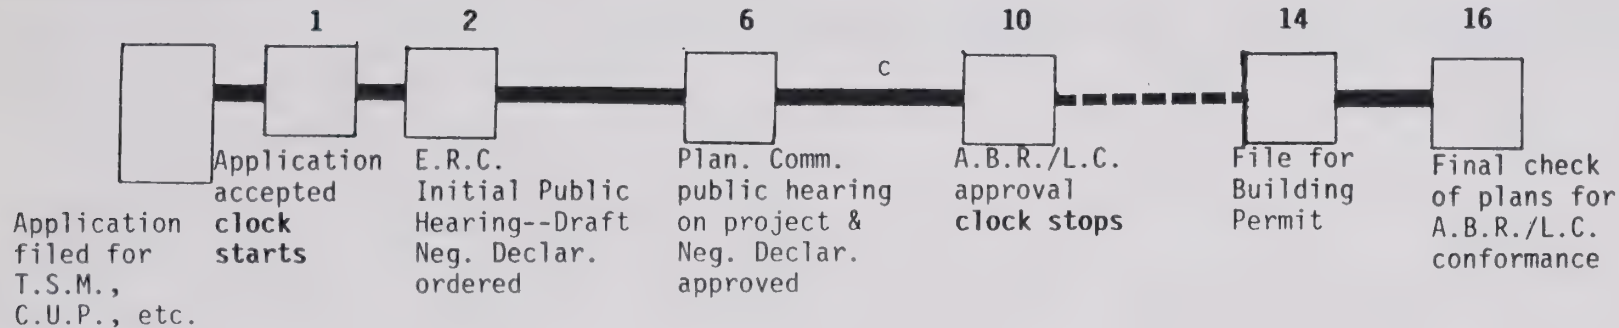 1
2
6
10
14
16
C
Application
filed for
T.S.M.,
C.U.P., etc.
Application
accepted
clock
starts
E.R.C.
Initial Public
Hearing--Draft
Neg. Declar.
ordered
Plan. Comm.
public hearing
on project &
Neg. Declar.
approved
A.B.R./L.C.
approval
clock stops
File for
Building
Permit
Final check
of plans for
A.B.R./L.C.
conformance